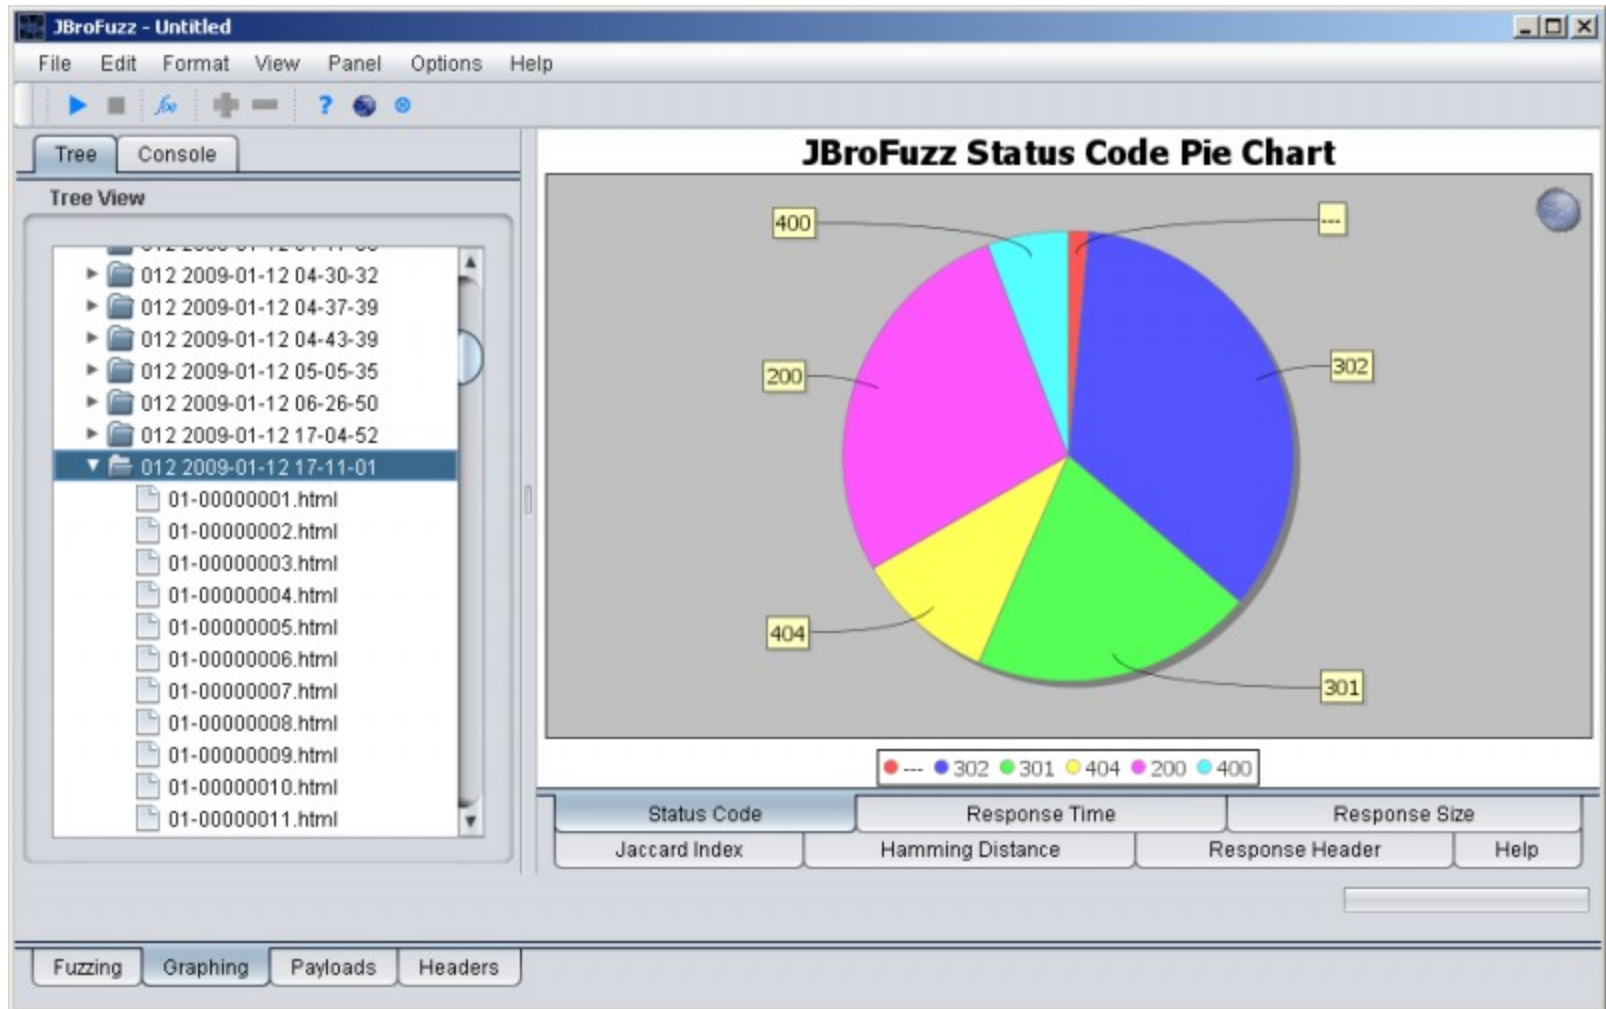 JBroFuzz - Untitled
File Edit Format View Panel Options Help
Tree Console
Tree View
012 2009-01-12 04-30-32
012 2009-01-12 04-37-39
012 2009-01-12 04-43-39
012 2009-01-12 05-05-35
012 2009-01-12 06-26-50
012 2009-01-12 17-04-52
012 2009-01-12 17-11-01
01-00000001.html
01-00000002.html
01-00000003.html
01-00000004.html
01-00000005.html
01-00000006.html
01-00000007.html
01-00000008.html
01-00000009.html
01-00000010.html
01-00000011.html
JBroFuzz Status Code Pie Chart
400
---
302
200
404
301
--- 302 301 404 200 400
Status Code Response Time Response Size
Jaccard Index Hamming Distance Response Header Help
Fuzzing Graphing Payloads Headers